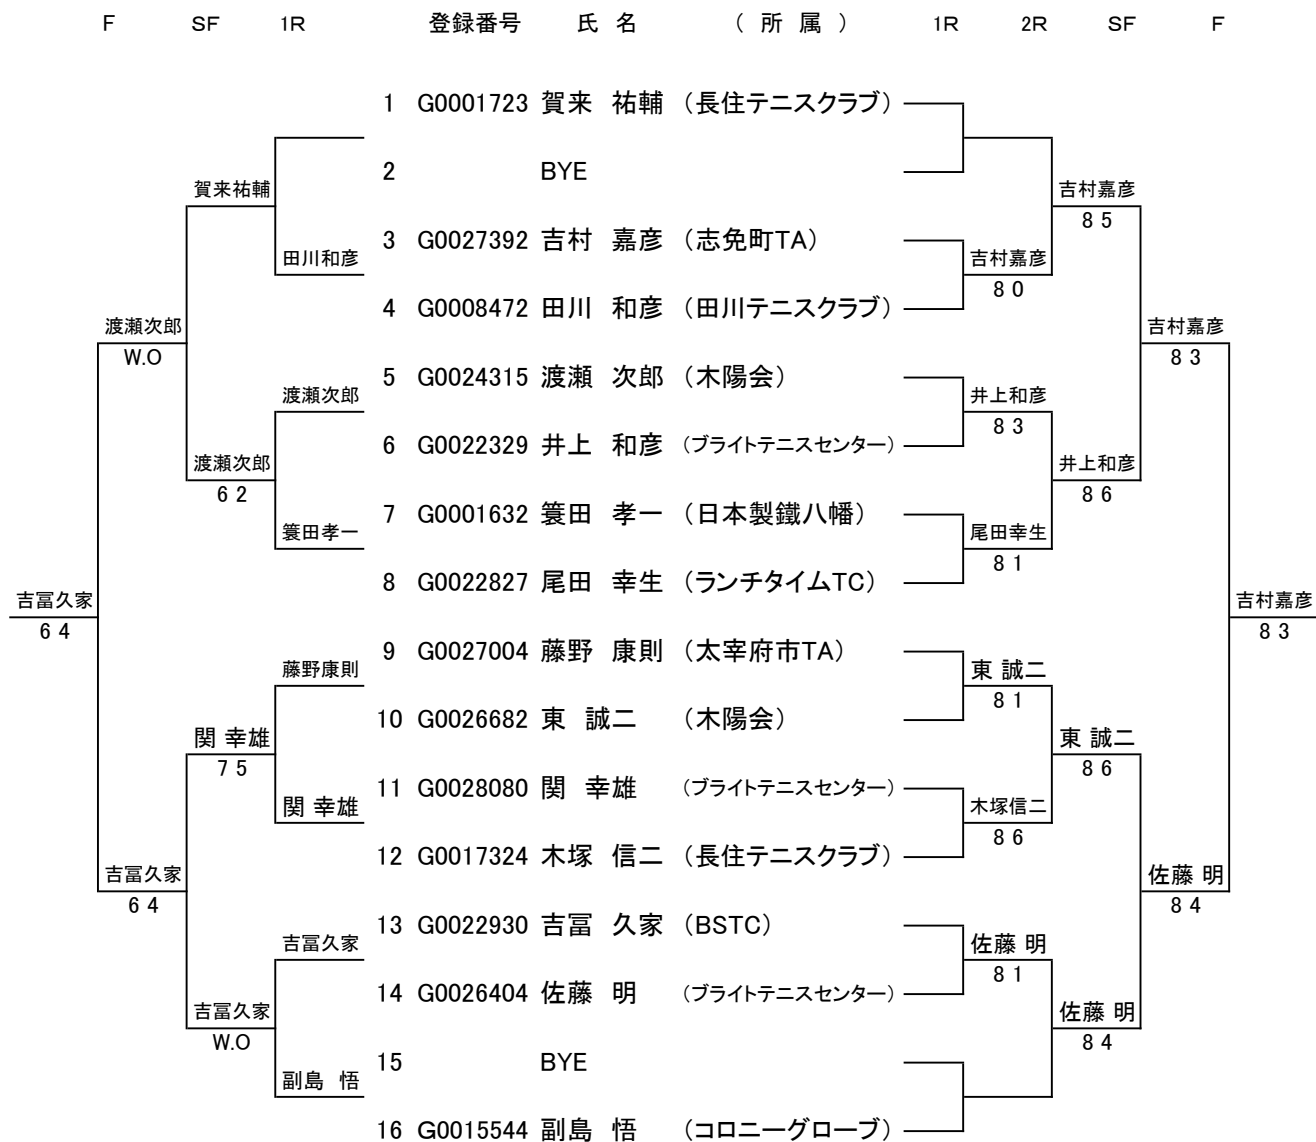 F SF 1R 登録番号 氏 名 ( 所 属 ) 1R 2R SF F
1 G0001723 賀来 祐輔 (長住テニスクラブ)
2 BYE
賀来祐輔 吉村嘉彦
8 5
3 G0027392 吉村 嘉彦 (志免町TA)
田川和彦 吉村嘉彦
8 0
4 G0008472 田川 和彦 (田川テニスクラブ)
渡瀬次郎 吉村嘉彦
W.O 8 3
5 G0024315 渡瀬 次郎 (木陽会)
渡瀬次郎 井上和彦
8 3
6 G0022329 井上 和彦 (ブライトテニスセンター)
渡瀬次郎 井上和彦
6 2 8 6
7 G0001632 簑田 孝一 (日本製鐵八幡)
簑田孝一 尾田幸生
8 1
8 G0022827 尾田 幸生 (ランチタイムTC)
吉冨久家 吉村嘉彦
6 4 8 3
9 G0027004 藤野 康則 (太宰府市TA)
藤野康則 東 誠二
8 1
10 G0026682 東 誠二 (木陽会)
関 幸雄 東 誠二
7 5 8 6
11 G0028080 関 幸雄 (ブライトテニスセンター)
関 幸雄 木塚信二
8 6
12 G0017324 木塚 信二 (長住テニスクラブ)
吉冨久家 佐藤 明
6 4 8 4
13 G0022930 吉冨 久家 (BSTC)
吉冨久家 佐藤 明
8 1
14 G0026404 佐藤 明 (ブライトテニスセンター)
吉冨久家 佐藤 明
W.O 8 4
15 BYE
副島 悟
16 G0015544 副島 悟 (コロニーグローブ)